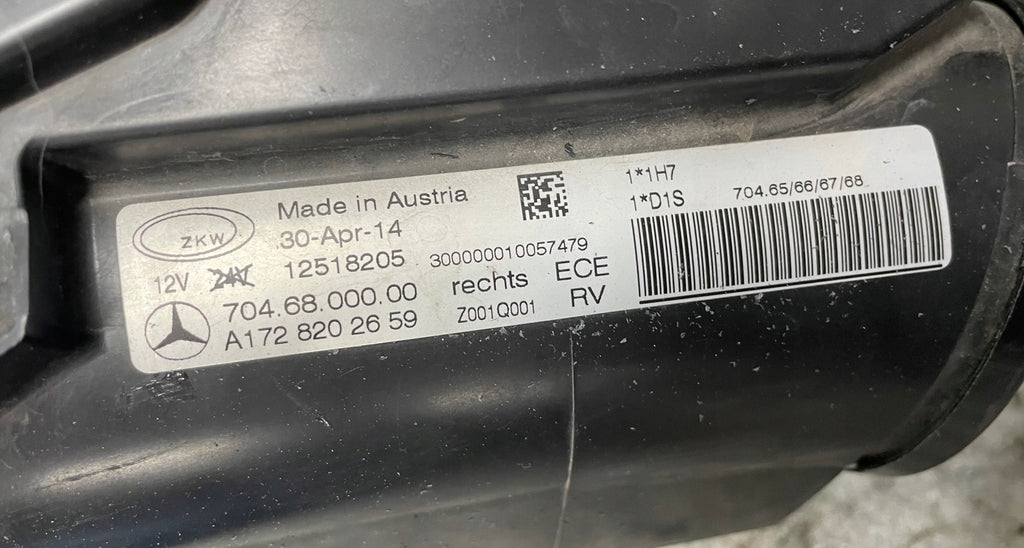 ZKW
Made in Austria
30-Apr-14
12V 24V 12518205
300000010057479
704.68.000.00
A172 820 26 59
rechts ECE
Z001Q001 RV
1*1H7
1*D1S 704.65/66/67/68